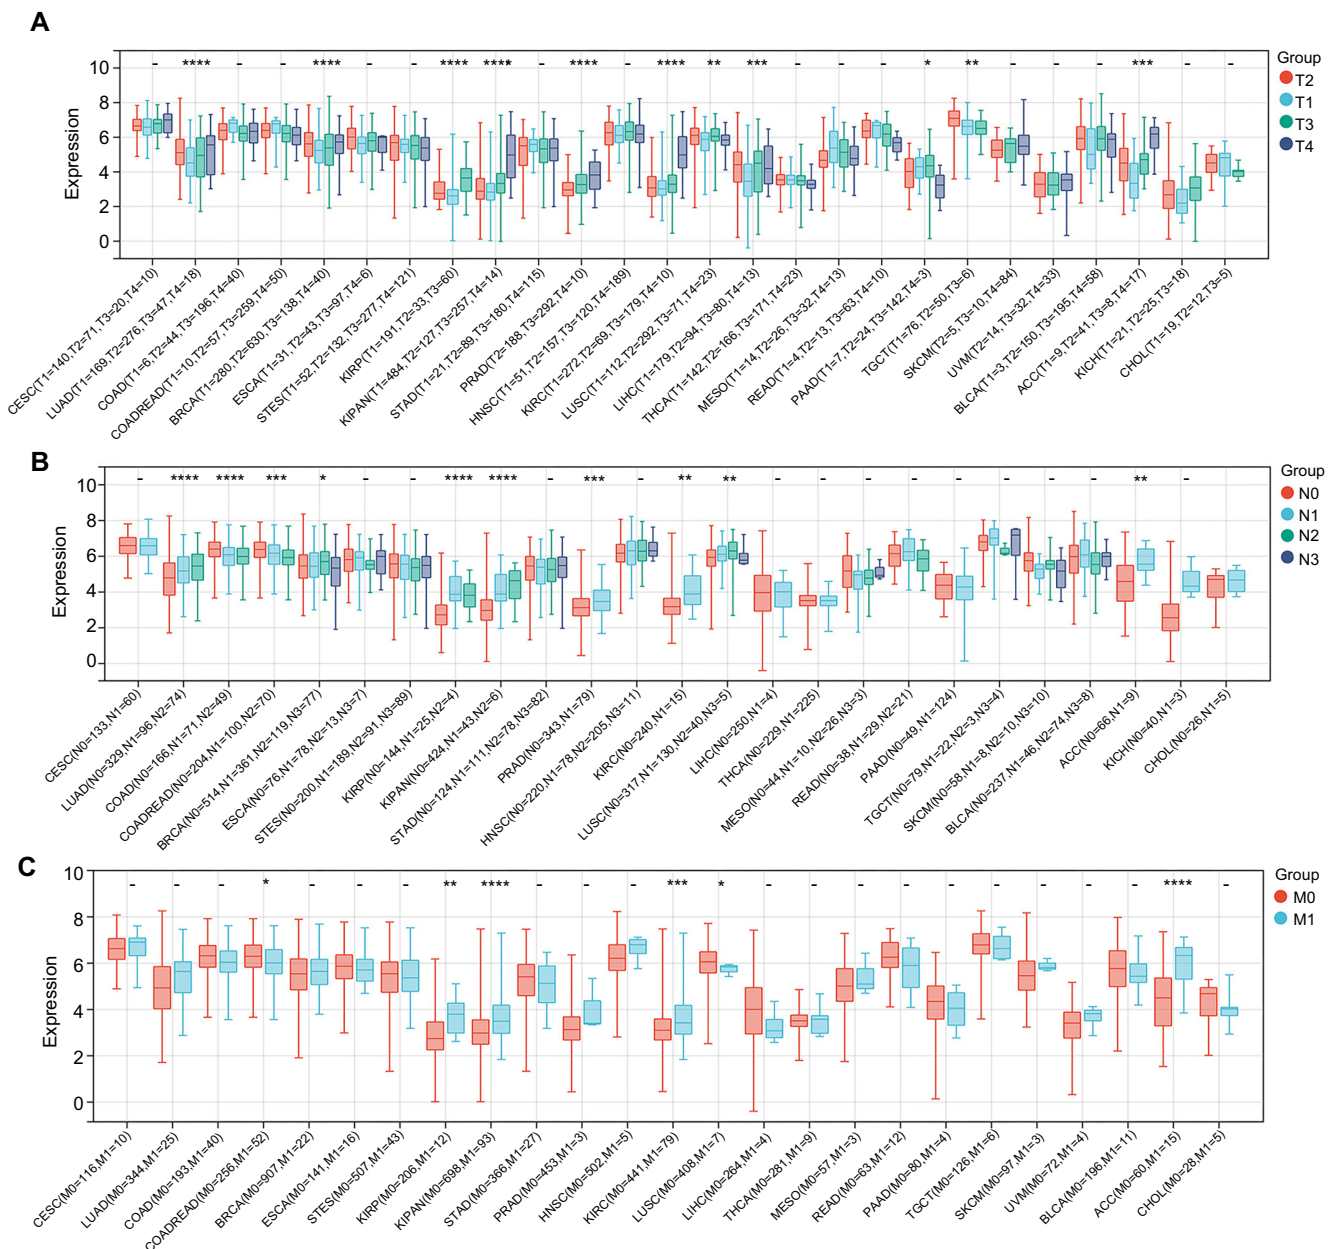 A
- **** - - **** - - **** **** - **** - **** ** *** - - - * ** - - - *** - -
Group
T2
T1
T3
T4
Expression
10
8
6
4
2
0
CESC(T1=140,T2=71,T3=20,T4=10)
LUAD(T1=169,T2=276,T3=47,T4=18)
COAD(T1=6,T2=44,T3=196,T4=40)
COADREAD(T1=10,T2=57,T3=259,T4=50)
BRCA(T1=280,T2=630,T3=138,T4=40)
ESCA(T1=31,T2=43,T3=97,T4=6)
STES(T1=52,T2=132,T3=277,T4=121)
KIRP(T1=191,T2=33,T3=60)
KIPAN(T1=484,T2=127,T3=257,T4=14)
STAD(T1=21,T2=89,T3=180,T4=115)
PRAD(T2=188,T3=292,T4=10)
HNSC(T1=51,T2=157,T3=120,T4=189)
KIRC(T1=272,T2=69,T3=179,T4=10)
LUSC(T1=112,T2=292,T3=71,T4=23)
LIHC(T1=179,T2=94,T3=80,T4=13)
THCA(T1=142,T2=166,T3=171,T4=23)
MESO(T1=14,T2=26,T3=32,T4=13)
READ(T1=4,T2=13,T3=63,T4=10)
PAAD(T1=7,T2=24,T3=142,T4=3)
TGCT(T1=76,T2=50,T3=6)
SKCM(T2=5,T3=10,T4=84)
UVM(T2=14,T3=32,T4=33)
BLCA(T1=3,T2=150,T3=195,T4=58)
ACC(T1=9,T2=41,T3=8,T4=17)
KICH(T1=21,T2=25,T3=18)
CHOL(T1=19,T2=12,T3=5)
B
- **** **** *** * - - **** **** - *** - ** ** - - - - - - - - ** -
Group
N0
N1
N2
N3
Expression
10
8
6
4
2
0
CESC(N0=133,N1=60)
LUAD(N0=329,N1=96,N2=74)
COAD(N0=166,N1=71,N2=49)
COADREAD(N0=204,N1=100,N2=70)
BRCA(N0=514,N1=361,N2=119,N3=77)
ESCA(N0=76,N1=78,N2=13,N3=7)
STES(N0=200,N1=189,N2=91,N3=89)
KIRP(N0=144,N1=25,N2=4)
KIPAN(N0=424,N1=43,N2=6)
STAD(N0=124,N1=111,N2=78,N3=82)
PRAD(N0=343,N1=79)
HNSC(N0=220,N1=78,N2=205,N3=11)
KIRC(N0=240,N1=15)
LUSC(N0=317,N1=130,N2=40,N3=5)
LIHC(N0=250,N1=4)
THCA(N0=229,N1=225)
MESO(N0=44,N1=10,N2=26,N3=3)
READ(N0=38,N1=29,N2=21)
PAAD(N0=49,N1=124)
TGCT(N0=79,N1=22,N2=3,N3=4)
SKCM(N0=58,N1=8,N2=10,N3=10)
BLCA(N0=237,N1=46,N2=74,N3=8)
ACC(N0=66,N1=9)
KICH(N0=40,N1=3)
CHOL(N0=26,N1=5)
C
- - - * - - - ** **** - - - *** * - - - - - - - - - **** -
Group
M0
M1
Expression
10
8
6
4
2
0
CESC(M0=116,M1=10)
LUAD(M0=344,M1=25)
COAD(M0=193,M1=40)
COADREAD(M0=256,M1=52)
BRCA(M0=907,M1=22)
ESCA(M0=141,M1=16)
STES(M0=507,M1=43)
KIRP(M0=206,M1=12)
KIPAN(M0=698,M1=93)
STAD(M0=366,M1=27)
PRAD(M0=453,M1=3)
HNSC(M0=502,M1=5)
KIRC(M0=441,M1=79)
LUSC(M0=408,M1=7)
LIHC(M0=264,M1=4)
THCA(M0=281,M1=9)
MESO(M0=57,M1=3)
READ(M0=63,M1=12)
PAAD(M0=80,M1=4)
TGCT(M0=126,M1=6)
SKCM(M0=97,M1=3)
UVM(M0=72,M1=4)
BLCA(M0=196,M1=11)
ACC(M0=60,M1=15)
CHOL(M0=28,M1=5)